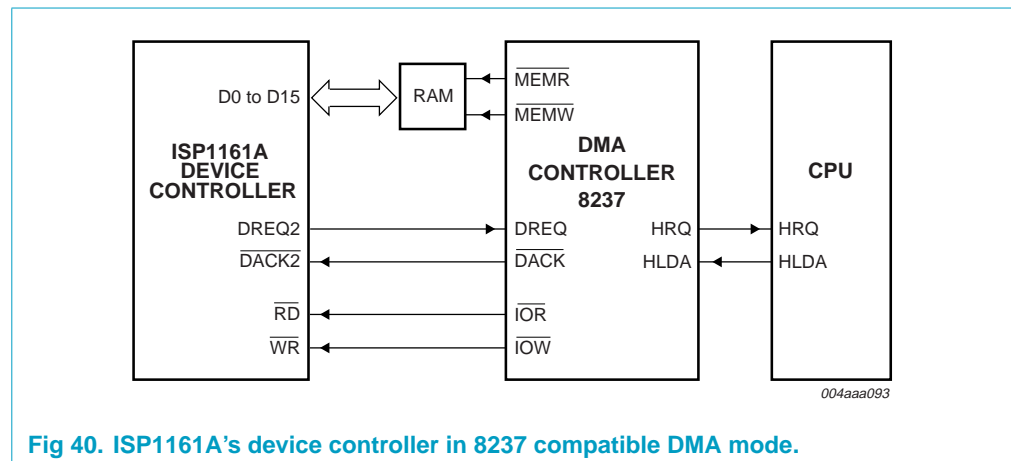 D0 to D15
RAM
MEMR
MEMW
ISP1161A
DEVICE
CONTROLLER
DMA
CONTROLLER
8237
CPU
DREQ2
DREQ
HRQ
HRQ
DACK2
DACK
HLDA
HLDA
RD
IOR
WR
IOW
004aaa093
Fig 40. ISP1161A's device controller in 8237 compatible DMA mode.